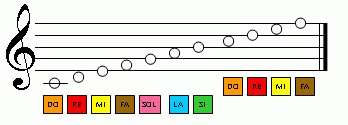 DO RE MI FA SOL LA SI
DO RE MI FA